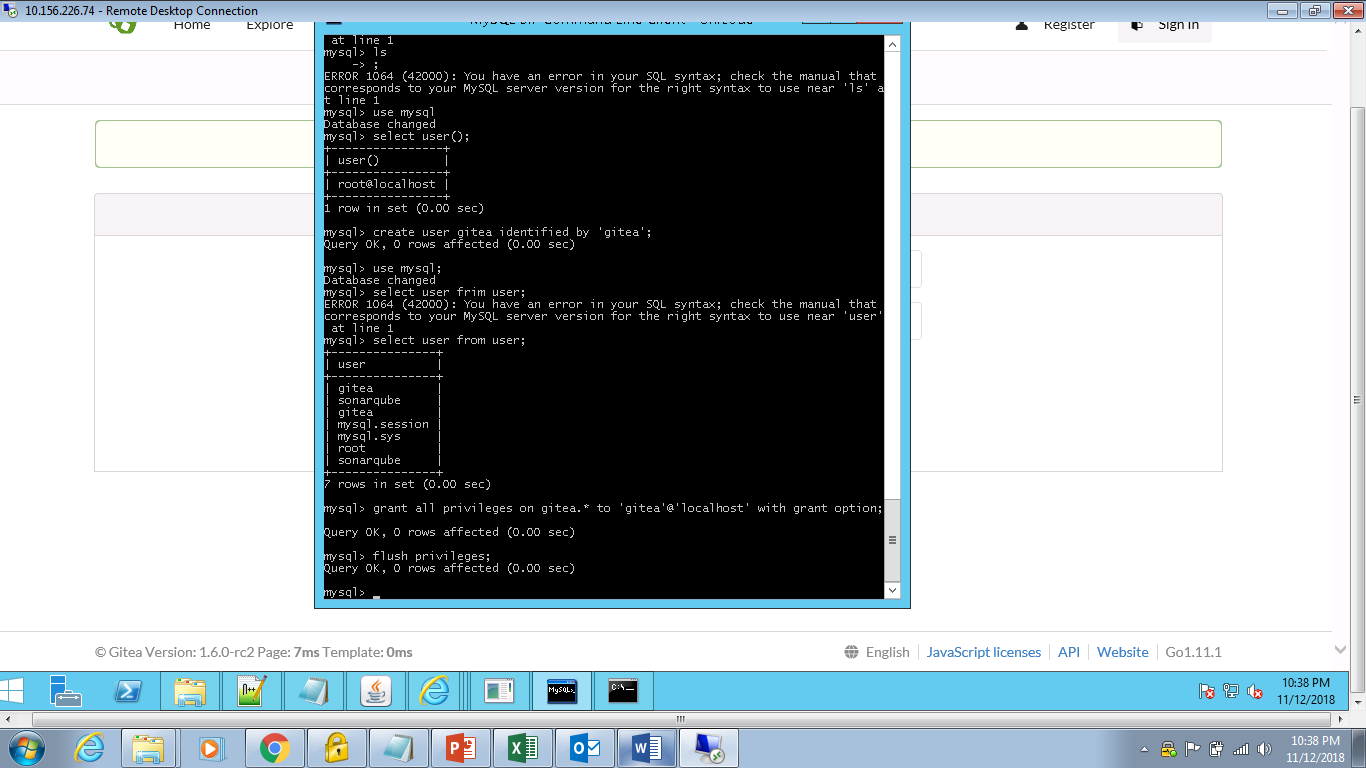 10.156.226.74 - Remote Desktop Connection
Home Explore Register Sign In
at line 1
mysql> ls
-> ;
ERROR 1064 (42000): You have an error in your SQL syntax; check the manual that
corresponds to your MySQL server version for the right syntax to use near 'ls' a
t line 1
mysql> use mysql
Database changed
mysql> select user();
+----------------+
| user()         |
+----------------+
| root@localhost |
+----------------+
1 row in set (0.00 sec)
mysql> create user gitea identified by 'gitea';
Query OK, 0 rows affected (0.00 sec)
mysql> use mysql;
Database changed
mysql> select user frim user;
ERROR 1064 (42000): You have an error in your SQL syntax; check the manual that
corresponds to your MySQL server version for the right syntax to use near 'user'
at line 1
mysql> select user from user;
+---------------+
| user          |
+---------------+
| gitea         |
| sonarqube     |
| gitea         |
| mysql.session |
| mysql.sys     |
| root          |
| sonarqube     |
+---------------+
7 rows in set (0.00 sec)
mysql> grant all privileges on gitea.* to 'gitea'@'localhost' with grant option;
Query OK, 0 rows affected (0.00 sec)
mysql> flush privileges;
Query OK, 0 rows affected (0.00 sec)
mysql> _
© Gitea Version: 1.6.0-rc2 Page: 7ms Template: 0ms
English JavaScript licenses API Website Go1.11.1
10:38 PM
11/12/2018
10:38 PM
11/12/2018